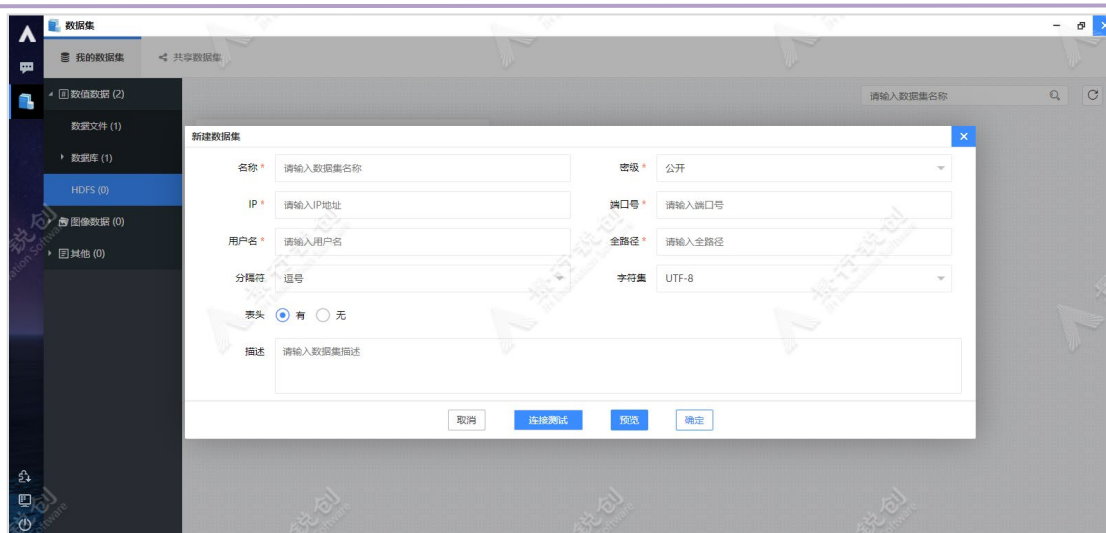 数据集
我的数据集 共享数据集
数值数据 (2)
请输入数据集名称
数据文件 (1)
数据库 (1)
HDFS (0)
图像数据 (0)
其他 (0)
新建数据集
名称 * 请输入数据集名称 密级 * 公开
IP * 请输入IP地址 端口号 * 请输入端口号
用户名 * 请输入用户名 全路径 * 请输入全路径
分隔符 逗号 字符集 UTF-8
表头 有 无
描述 请输入数据集描述
取消 连接测试 预览 确定